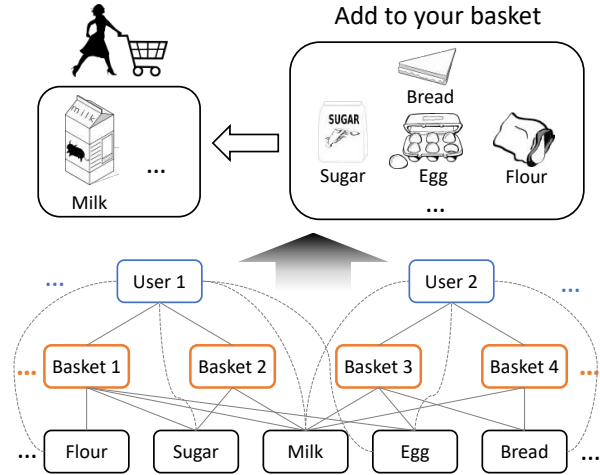 Add to your basket
milk
Milk
...
Bread
SUGAR
Sugar
Egg
Flour
...
... User 1 User 2 ...
... Basket 1 Basket 2 Basket 3 Basket 4 ...
... Flour Sugar Milk Egg Bread ...